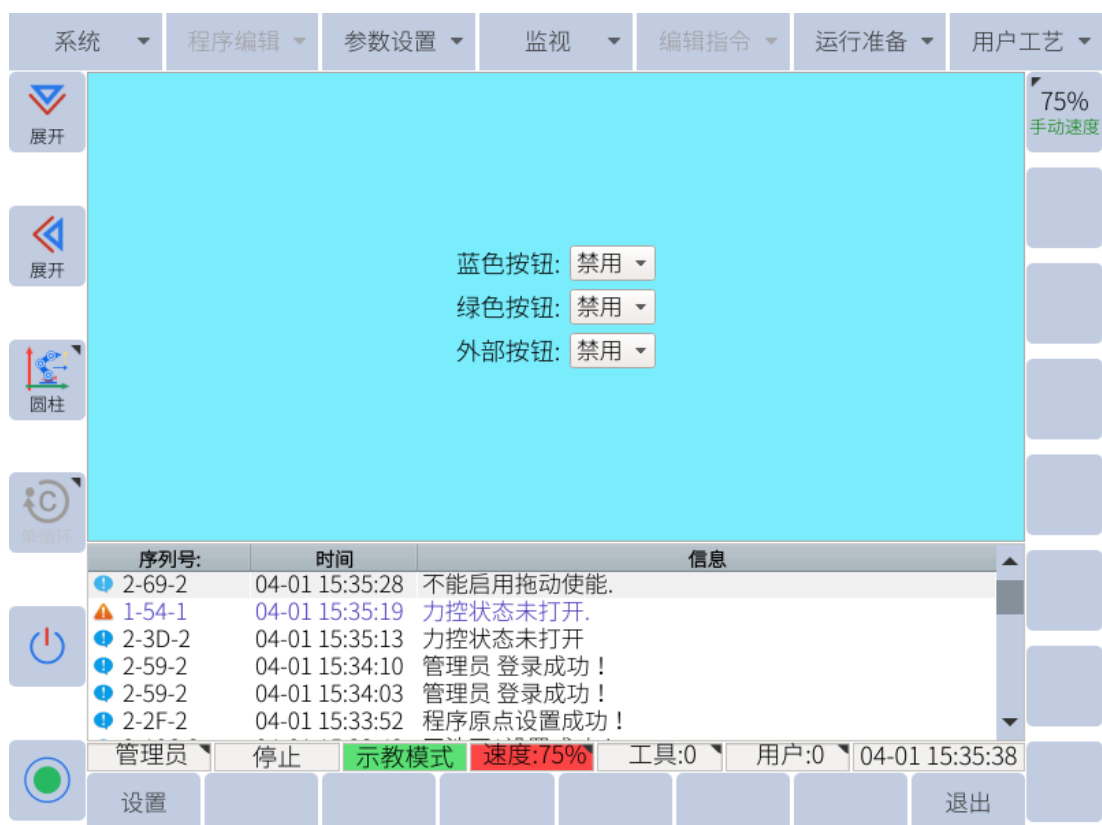 系统 程序编辑 参数设置 监视 编辑指令 运行准备 用户工艺
展开
75%
手动速度
展开
蓝色按钮: 禁用
绿色按钮: 禁用
外部按钮: 禁用
圆柱
单循环
序列号: 时间 信息
2-69-2 04-01 15:35:28 不能启用拖动使能.
1-54-1 04-01 15:35:19 力控状态未打开.
2-3D-2 04-01 15:35:13 力控状态未打开
2-59-2 04-01 15:34:10 管理员 登录成功！
2-59-2 04-01 15:34:03 管理员 登录成功！
2-2F-2 04-01 15:33:52 程序原点设置成功！
管理员 停止 示教模式 速度:75% 工具:0 用户:0 04-01 15:35:38
设置 退出